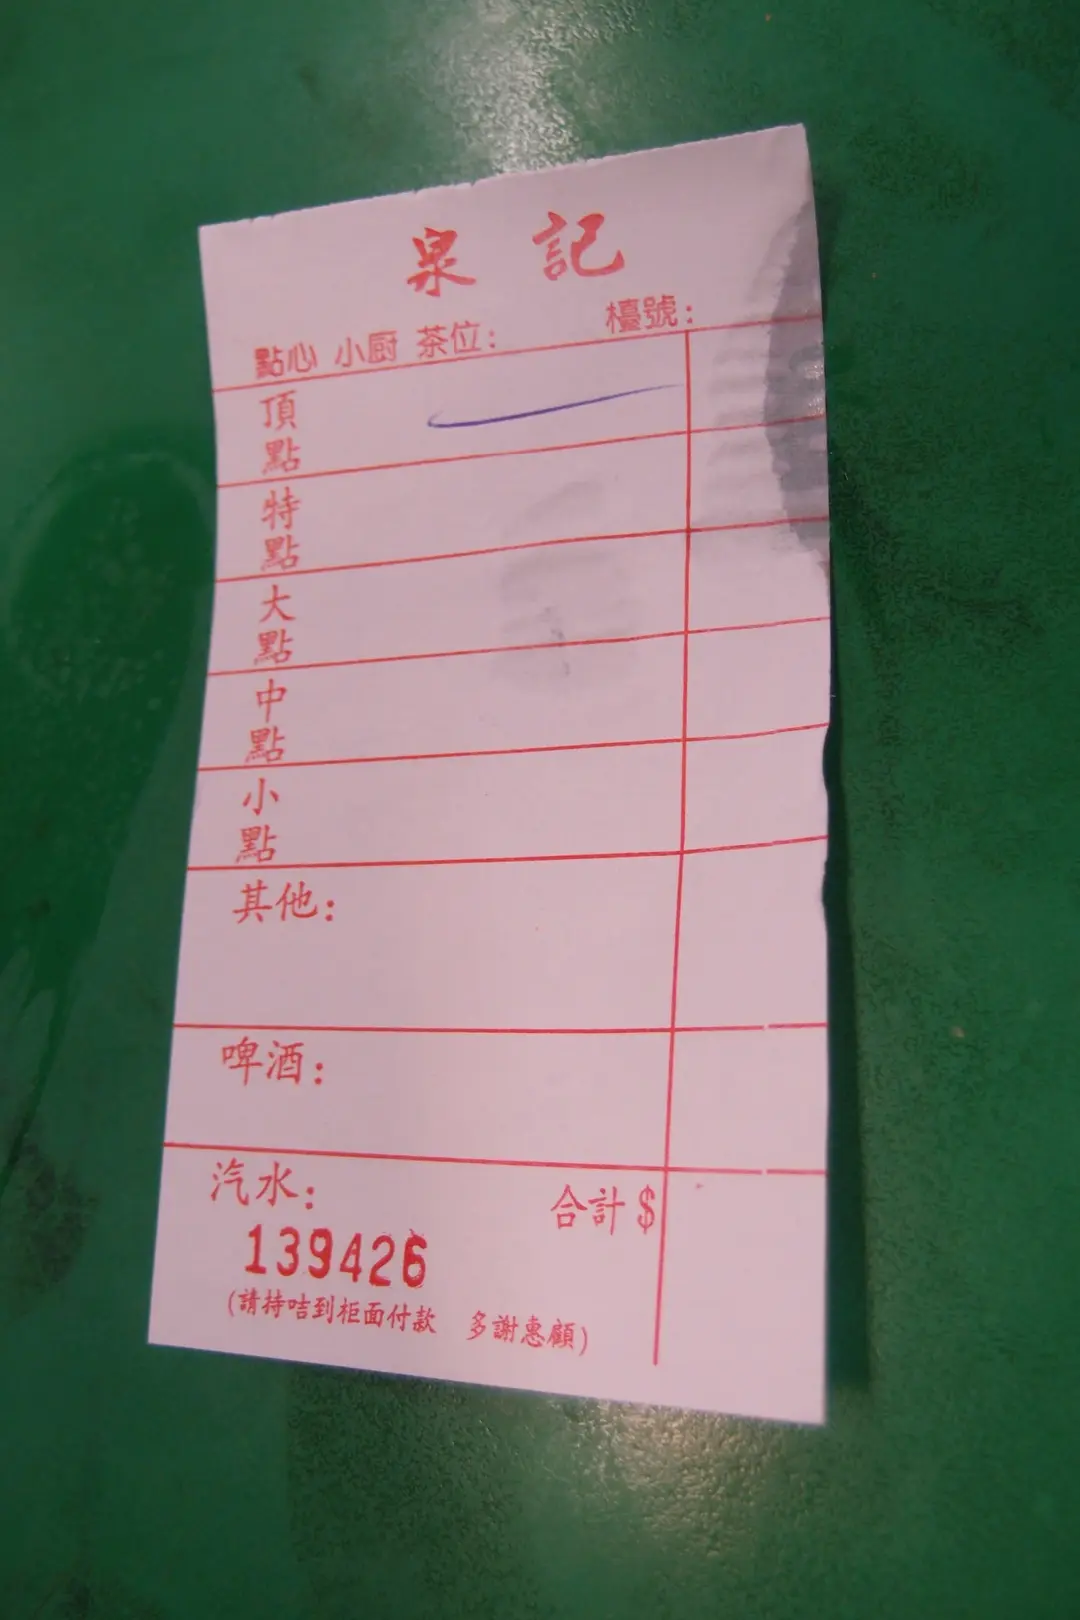 泉 記
檯號：
點心 小厨 茶位：
頂
點
特
點
大
點
中
點
小
點
其他：
啤酒：
汽水：
合計 $
139426
(請持咭到柜面付款 多謝惠顧)